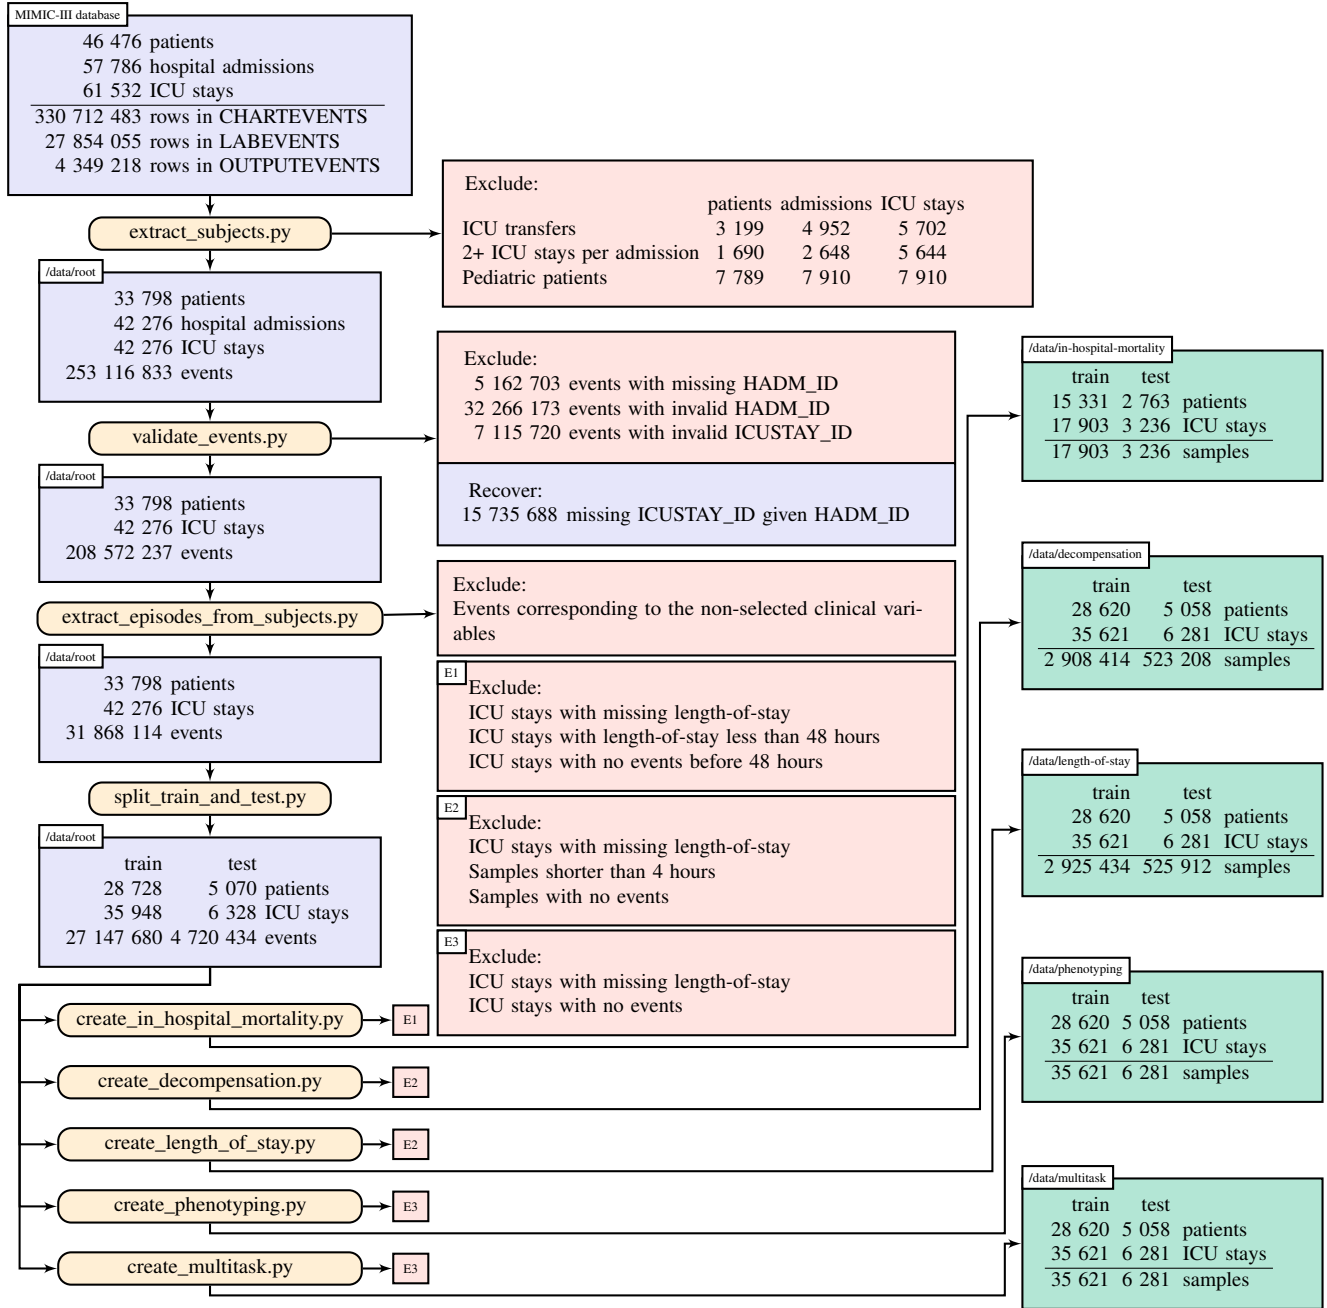 MIMIC-III database
46 476 patients
57 786 hospital admissions
61 532 ICU stays
330 712 483 rows in CHARTEVENTS
27 854 055 rows in LABEVENTS
4 349 218 rows in OUTPUTEVENTS
extract_subjects.py
Exclude:
patients admissions ICU stays
ICU transfers 3 199 4 952 5 702
2+ ICU stays per admission 1 690 2 648 5 644
Pediatric patients 7 789 7 910 7 910
/data/root
33 798 patients
42 276 hospital admissions
42 276 ICU stays
253 116 833 events
validate_events.py
Exclude:
5 162 703 events with missing HADM_ID
32 266 173 events with invalid HADM_ID
7 115 720 events with invalid ICUSTAY_ID
Recover:
15 735 688 missing ICUSTAY_ID given HADM_ID
/data/root
33 798 patients
42 276 ICU stays
208 572 237 events
extract_episodes_from_subjects.py
Exclude:
Events corresponding to the non-selected clinical vari-
ables
/data/root
33 798 patients
42 276 ICU stays
31 868 114 events
split_train_and_test.py
/data/root
train test
28 728 5 070 patients
35 948 6 328 ICU stays
27 147 680 4 720 434 events
E1
Exclude:
ICU stays with missing length-of-stay
ICU stays with length-of-stay less than 48 hours
ICU stays with no events before 48 hours
E2
Exclude:
ICU stays with missing length-of-stay
Samples shorter than 4 hours
Samples with no events
E3
Exclude:
ICU stays with missing length-of-stay
ICU stays with no events
create_in_hospital_mortality.py
E1
create_decompensation.py
E2
create_length_of_stay.py
E2
create_phenotyping.py
E3
create_multitask.py
E3
/data/in-hospital-mortality
train test
15 331 2 763 patients
17 903 3 236 ICU stays
17 903 3 236 samples
/data/decompensation
train test
28 620 5 058 patients
35 621 6 281 ICU stays
2 908 414 523 208 samples
/data/length-of-stay
train test
28 620 5 058 patients
35 621 6 281 ICU stays
2 925 434 525 912 samples
/data/phenotyping
train test
28 620 5 058 patients
35 621 6 281 ICU stays
35 621 6 281 samples
/data/multitask
train test
28 620 5 058 patients
35 621 6 281 ICU stays
35 621 6 281 samples